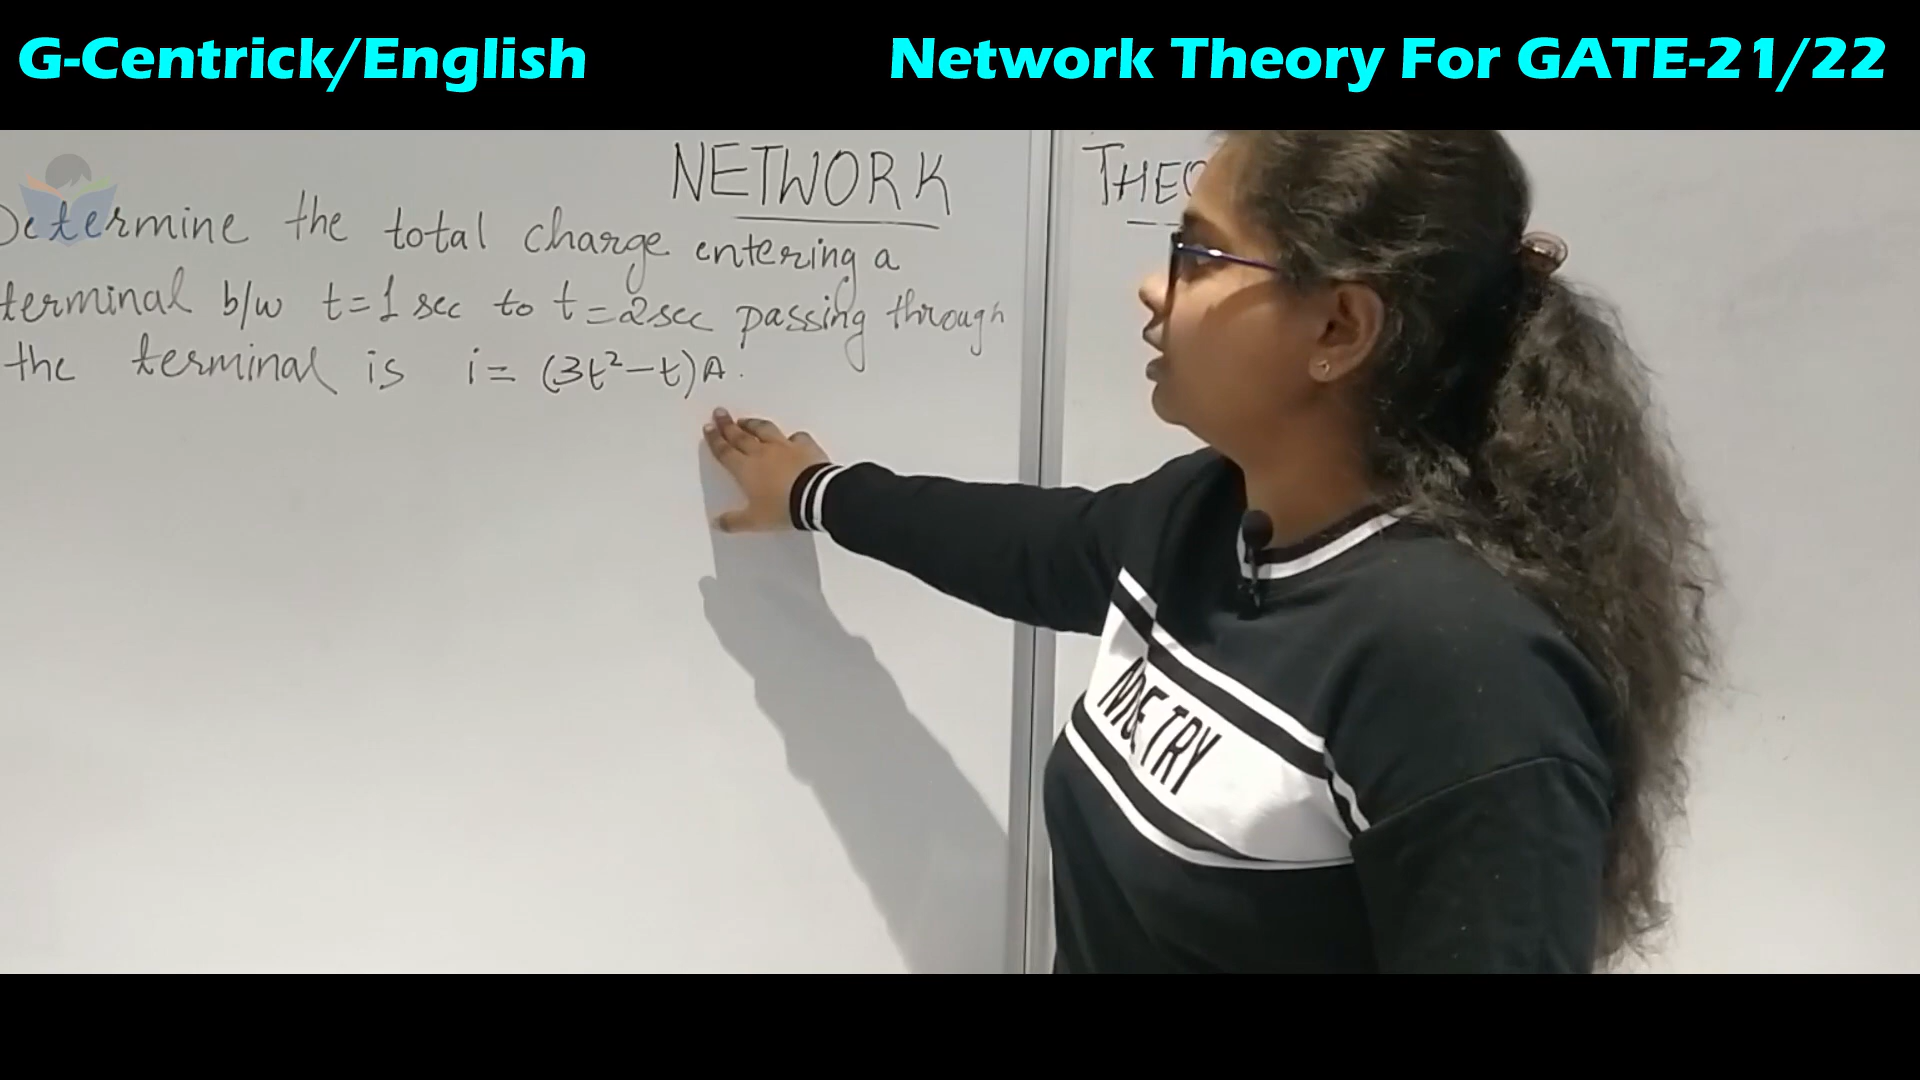 G-Centrick/English
Network Theory For GATE-21/22
NETWORK
Determine the total charge entering a
terminal b/w t=1 sec to t=2sec passing through
the terminal is i= (3t²-t)A.